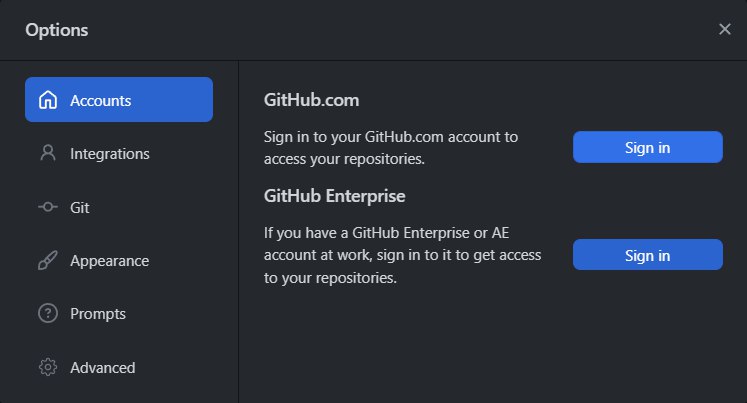 Options
Accounts
Integrations
Git
Appearance
Prompts
Advanced
GitHub.com
Sign in to your GitHub.com account to
access your repositories.
Sign in
GitHub Enterprise
If you have a GitHub Enterprise or AE
account at work, sign in to it to get access
to your repositories.
Sign in